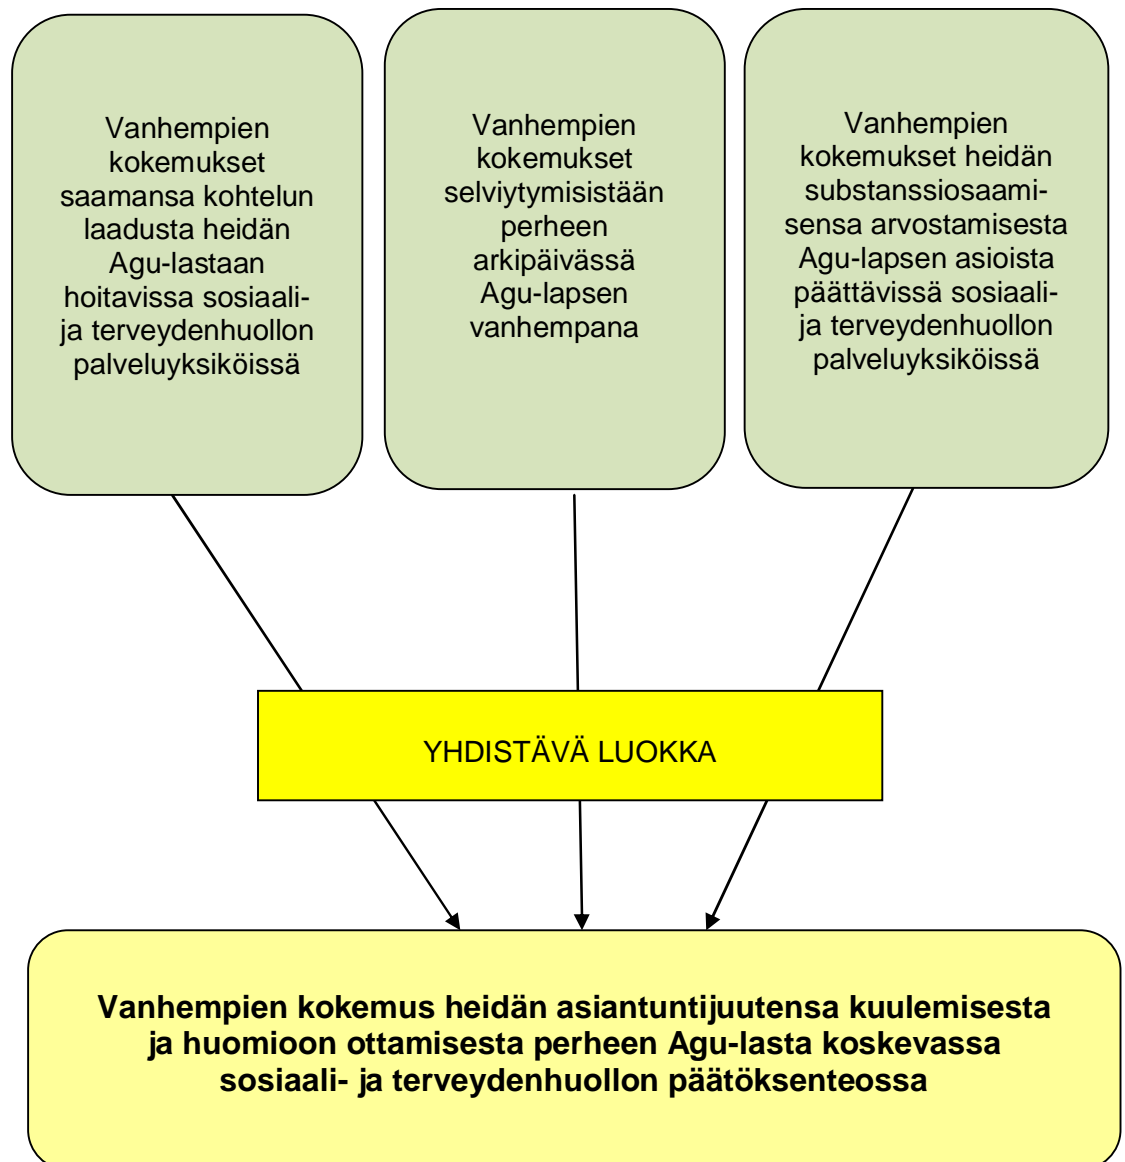 Vanhempien
kokemukset
saamansa kohtelun
laadusta heidän
Agu-lastaan
hoitavissa sosiaali-
ja terveydenhuollon
palveluyksiköissä
Vanhempien
kokemukset
selviytymisistään
perheen
arkipäivässä
Agu-lapsen
vanhempana
Vanhempien
kokemukset heidän
substanssiosaami-
sensa arvostamisesta
Agu-lapsen asioista
päättävissä sosiaali-
ja terveydenhuollon
palveluyksiköissä
YHDISTÄVÄ LUOKKA
Vanhempien kokemus heidän asiantuntijuutensa kuulemisesta
ja huomioon ottamisesta perheen Agu-lasta koskevassa
sosiaali- ja terveydenhuollon päätöksenteossa